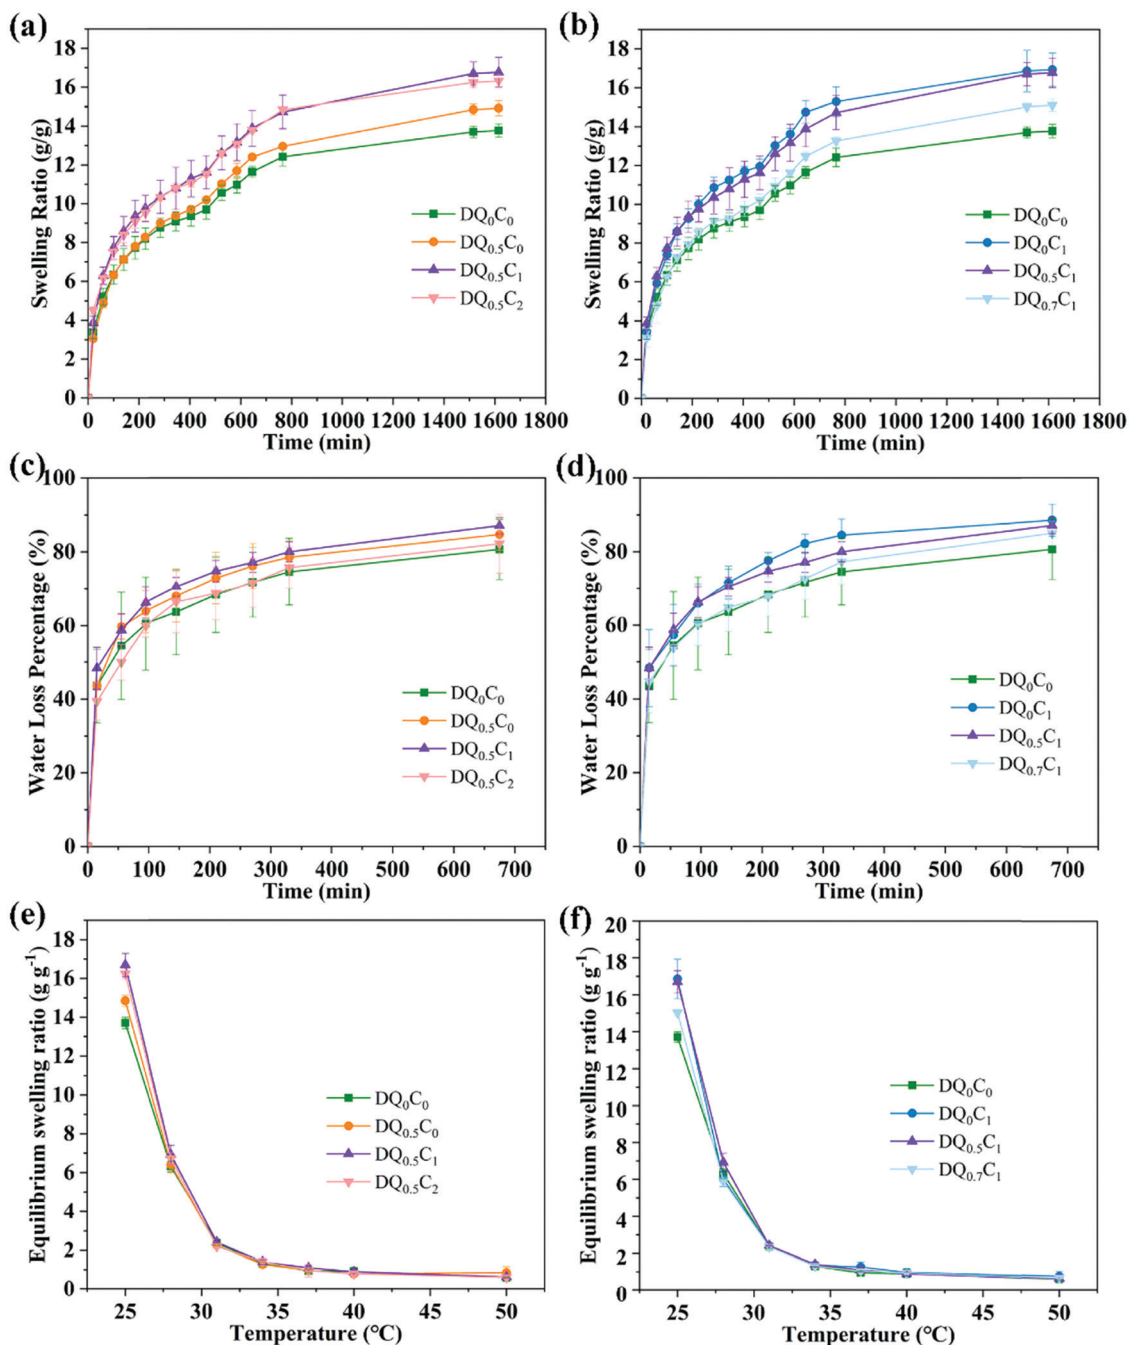 (a)
Swelling Ratio (g/g)
18
16
14
12
10
8
6
4
2
0
DQ₀C₀
DQ₀.₅C₀
DQ₀.₅C₁
DQ₀.₅C₂
0 200 400 600 800 1000 1200 1400 1600 1800
Time (min)
(b)
Swelling Ratio (g/g)
18
16
14
12
10
8
6
4
2
0
DQ₀C₀
DQ₀C₁
DQ₀.₅C₁
DQ₀.₇C₁
0 200 400 600 800 1000 1200 1400 1600 1800
Time (min)
(c)
Water Loss Percentage (%)
100
80
60
40
20
0
DQ₀C₀
DQ₀.₅C₀
DQ₀.₅C₁
DQ₀.₅C₂
0 100 200 300 400 500 600 700
Time (min)
(d)
Water Loss Percentage (%)
100
80
60
40
20
0
DQ₀C₀
DQ₀C₁
DQ₀.₅C₁
DQ₀.₇C₁
0 100 200 300 400 500 600 700
Time (min)
(e)
Equilibrium swelling ratio (g g⁻¹)
18
16
14
12
10
8
6
4
2
0
DQ₀C₀
DQ₀.₅C₀
DQ₀.₅C₁
DQ₀.₅C₂
25 30 35 40 45 50
Temperature (°C)
(f)
Equilibrium swelling ratio (g g⁻¹)
20
18
16
14
12
10
8
6
4
2
0
DQ₀C₀
DQ₀C₁
DQ₀.₅C₁
DQ₀.₇C₁
25 30 35 40 45 50
Temperature (°C)